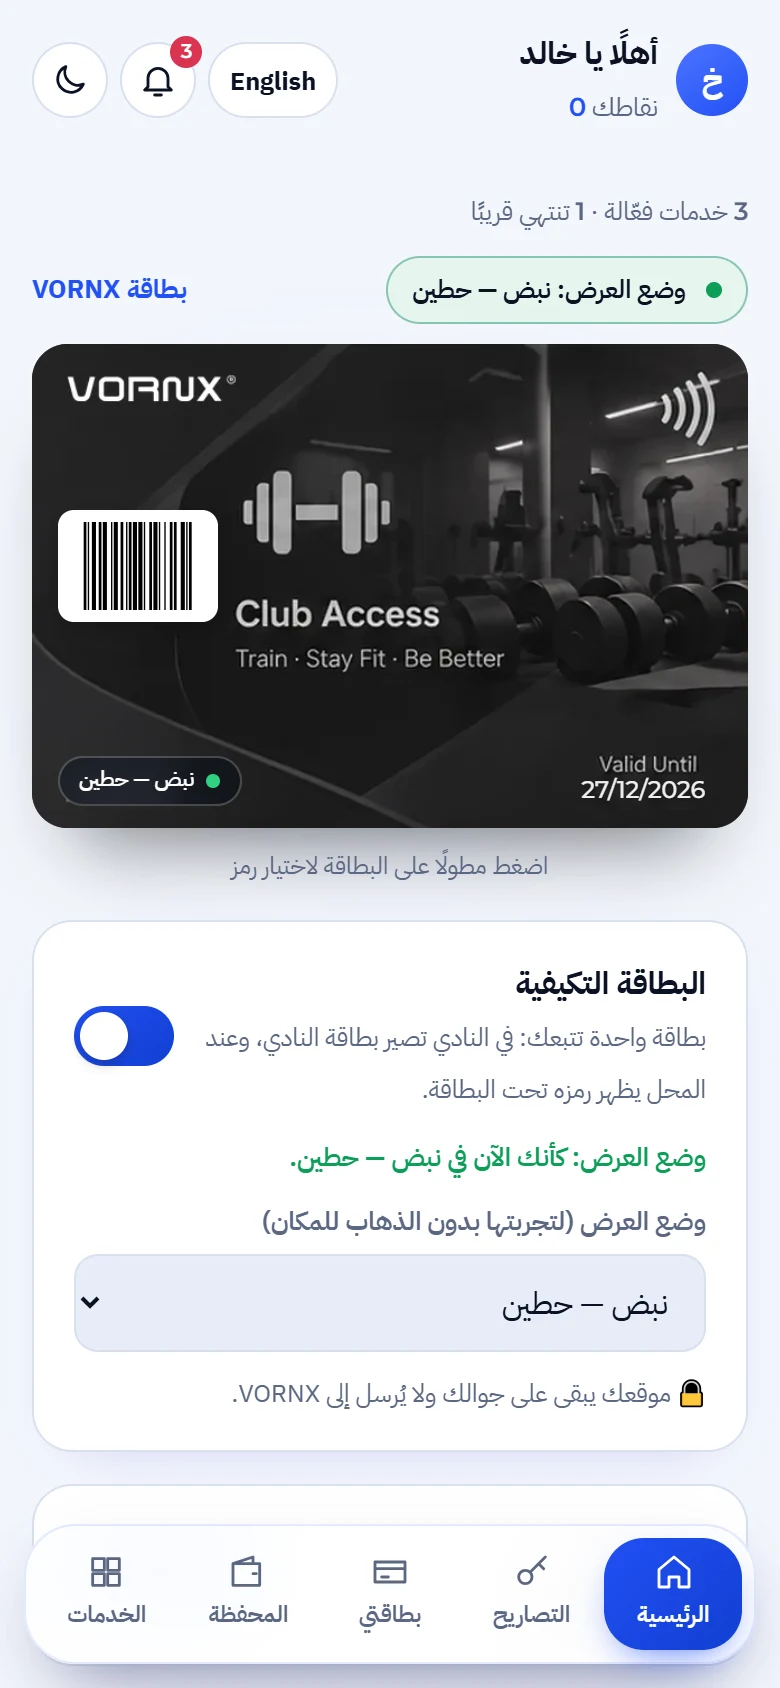 أهلًا يا خالد
خ
نقاطك 0
English
3
3 خدمات فعّالة · 1 تنتهي قريبًا
وضع العرض: نبض — حطين
بطاقة VORNX
VORNX®
Club Access
Train · Stay Fit · Be Better
نبض — حطين
Valid Until
27/12/2026
اضغط مطولًا على البطاقة لاختيار رمز
البطاقة التكيفية
بطاقة واحدة تتبعك: في النادي تصير بطاقة النادي، وعند
المحل يظهر رمزه تحت البطاقة.
وضع العرض: كأنك الآن في نبض — حطين.
وضع العرض (لتجربتها بدون الذهاب للمكان)
نبض — حطين
🔒 موقعك يبقى على جوالك ولا يُرسل إلى VORNX.
الرئيسية
التصاريح
بطاقتي
المحفظة
الخدمات